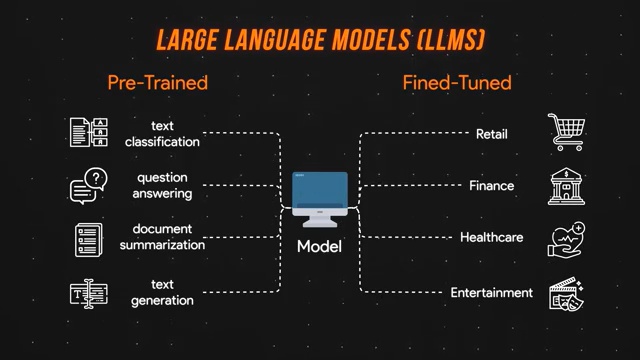 LARGE LANGUAGE MODELS (LLMS)
Pre-Trained
Fined-Tuned
text
classification
question
answering
document
summarization
text
generation
Model
Retail
Finance
Healthcare
Entertainment